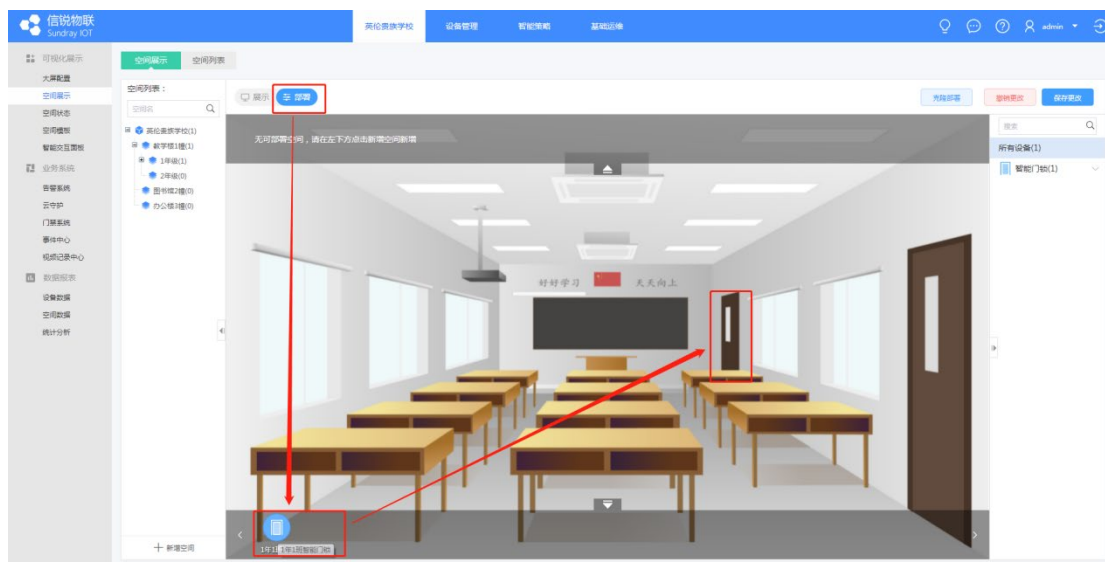 信锐物联
Sundray IOT
英伦贵族学校
设备管理
智能策略
基础运维
admin
可视化展示
大屏配置
空间展示
空间状态
空间模板
智能交互面板
业务系统
告警系统
云守护
门禁系统
事件中心
视频记录中心
数据报表
设备数据
空间数据
统计分析
空间展示
空间列表
空间列表：
空间名
英伦贵族学校(1)
教学楼1幢(1)
1年级(1)
2年级(0)
图书馆2幢(0)
办公楼3幢(0)
新增空间
展示
部署
克隆部署
撤销更改
保存更改
无可部署空间，请在左下方点击新增空间新增
好好学习
天天向上
1年1班智能门锁
搜索
所有设备(1)
智能门锁(1)